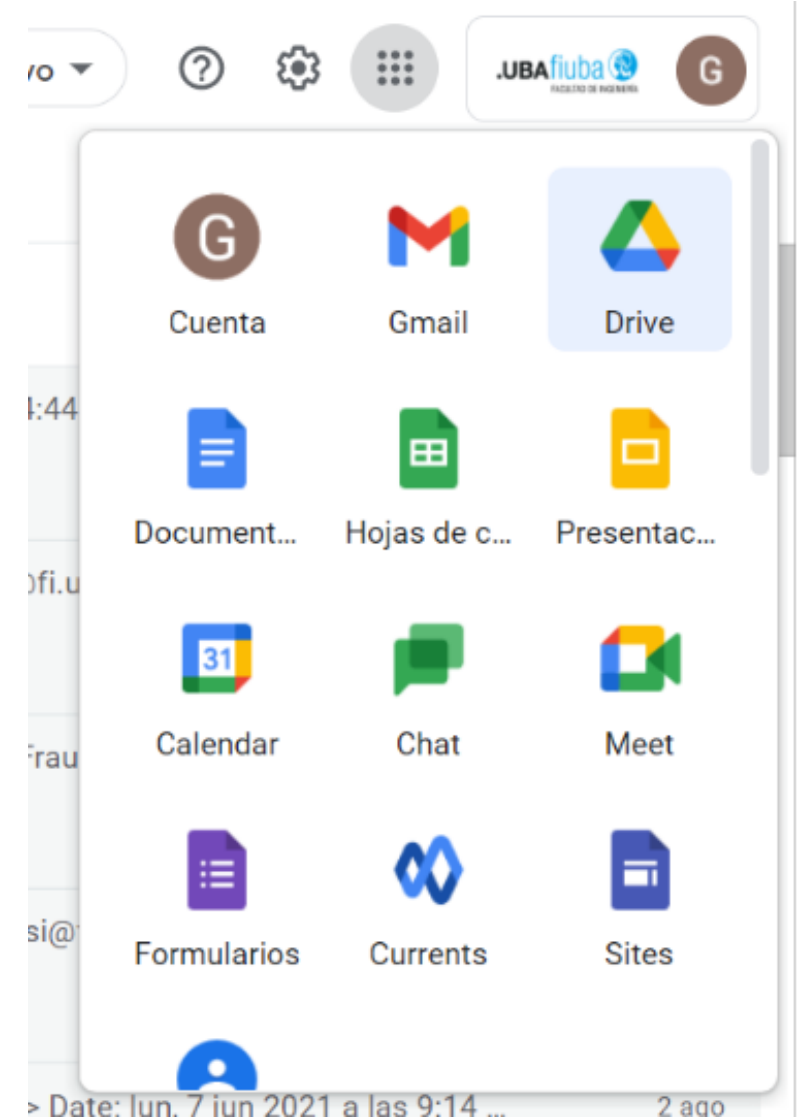 vo
.UBAfiuba
FACULTAD DE INGENIERÍA
G
G
Cuenta
Gmail
Drive
4:44
Document...
Hojas de c...
Presentac...
@fi.u
31
Calendar
Chat
Meet
Frau
Formularios
Currents
Sites
si@
> Date: lun, 7 jun 2021 a las 9:14 ...
2 ago